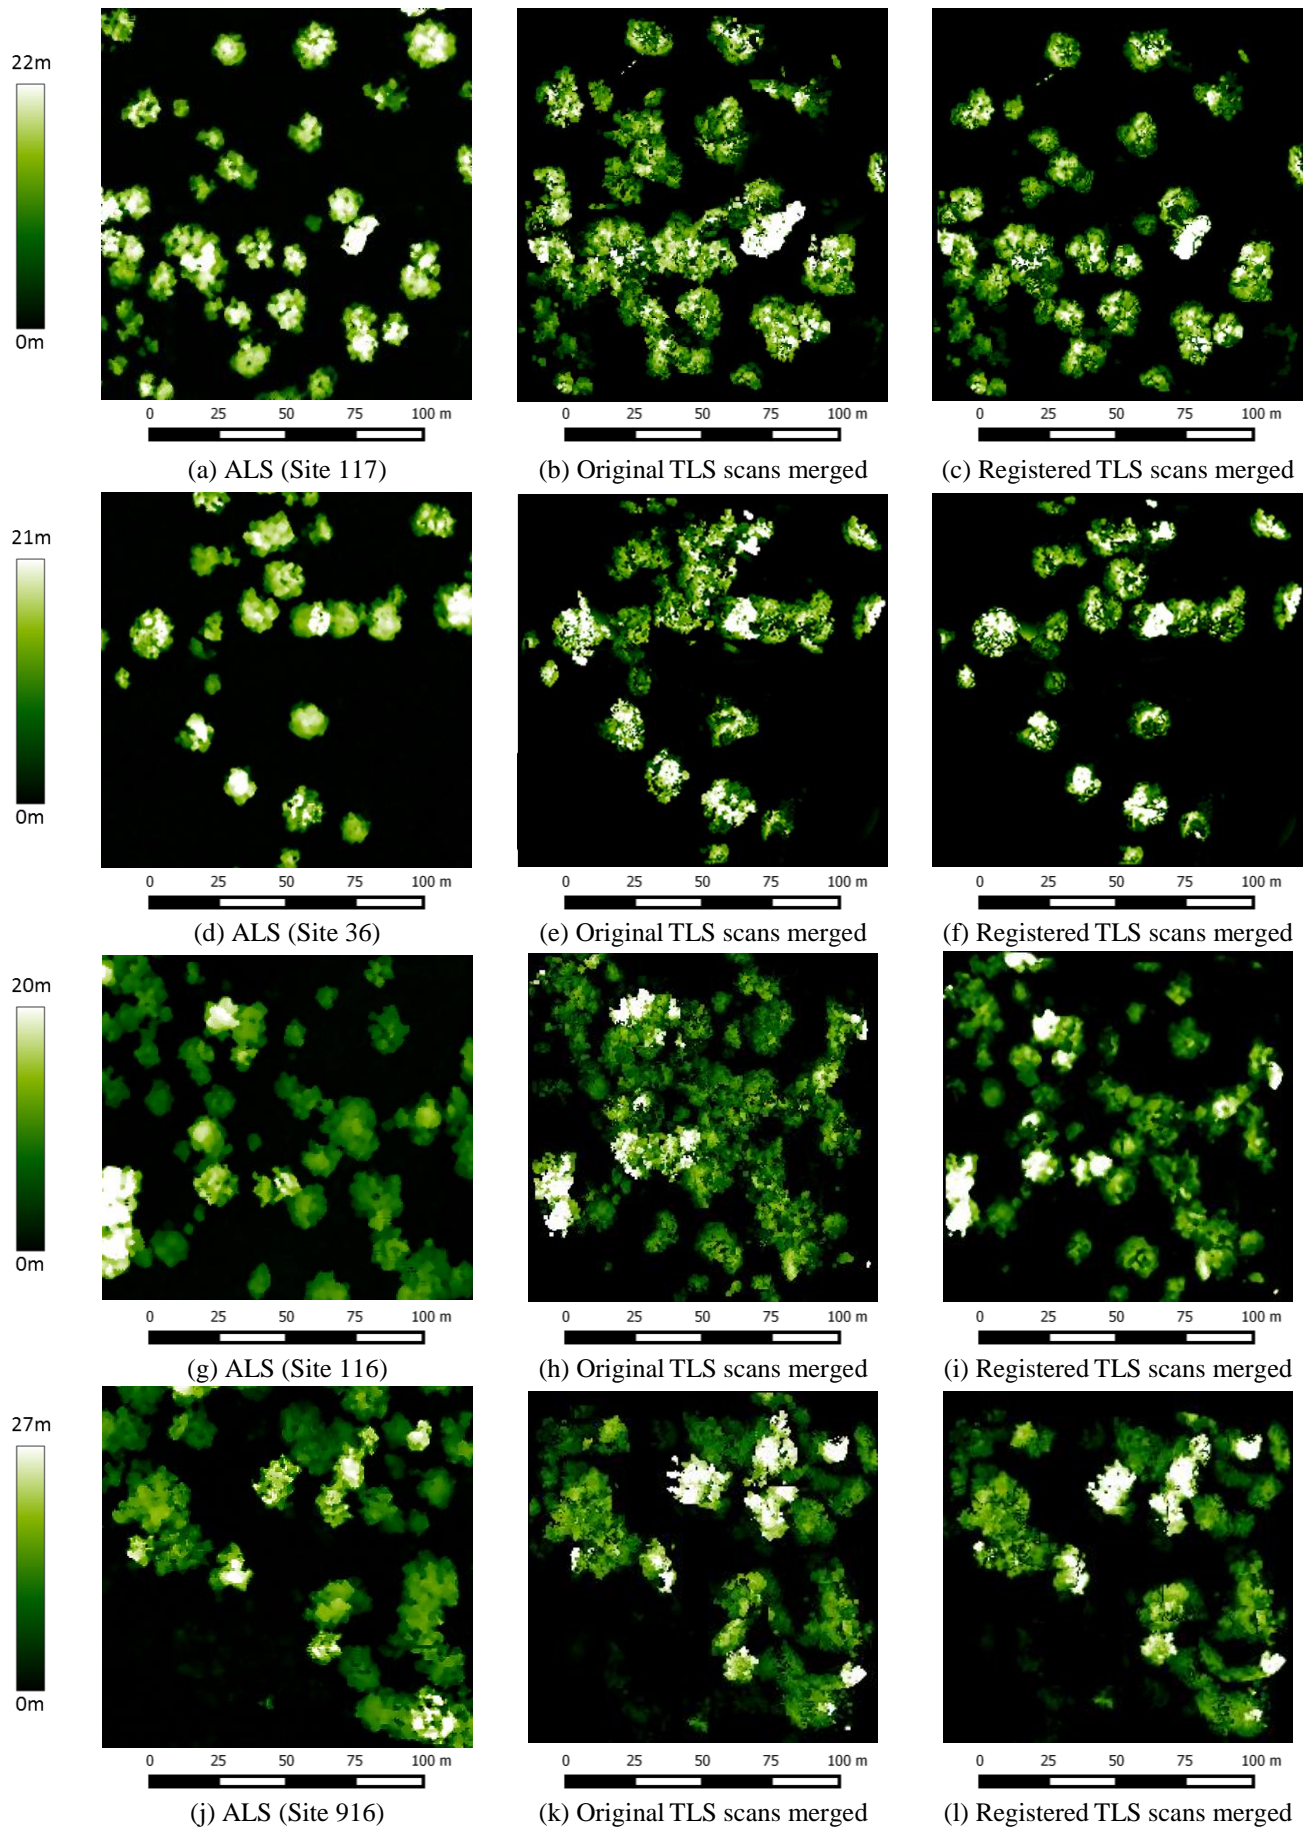 22m
0m
0 25 50 75 100 m
0 25 50 75 100 m
0 25 50 75 100 m
(a) ALS (Site 117)
(b) Original TLS scans merged
(c) Registered TLS scans merged
21m
0m
0 25 50 75 100 m
0 25 50 75 100 m
0 25 50 75 100 m
(d) ALS (Site 36)
(e) Original TLS scans merged
(f) Registered TLS scans merged
20m
0m
0 25 50 75 100 m
0 25 50 75 100 m
0 25 50 75 100 m
(g) ALS (Site 116)
(h) Original TLS scans merged
(i) Registered TLS scans merged
27m
0m
0 25 50 75 100 m
0 25 50 75 100 m
0 25 50 75 100 m
(j) ALS (Site 916)
(k) Original TLS scans merged
(l) Registered TLS scans merged